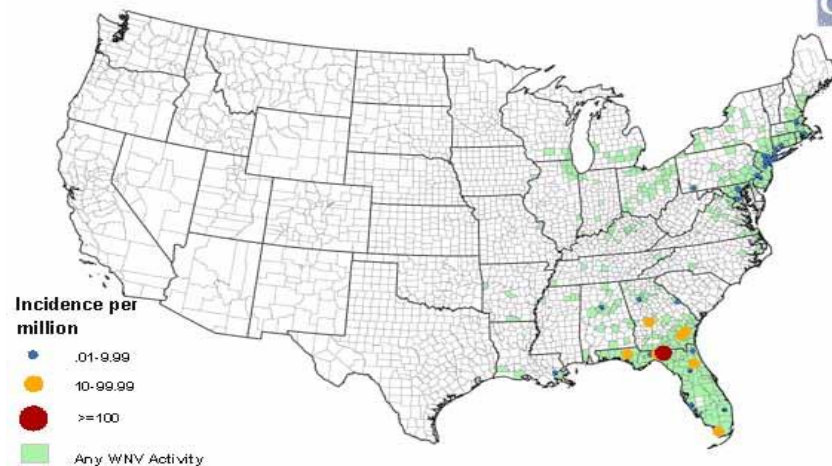 Incidence per
million
.01-9.99
10-99.99
>=100
Any WNV Activity